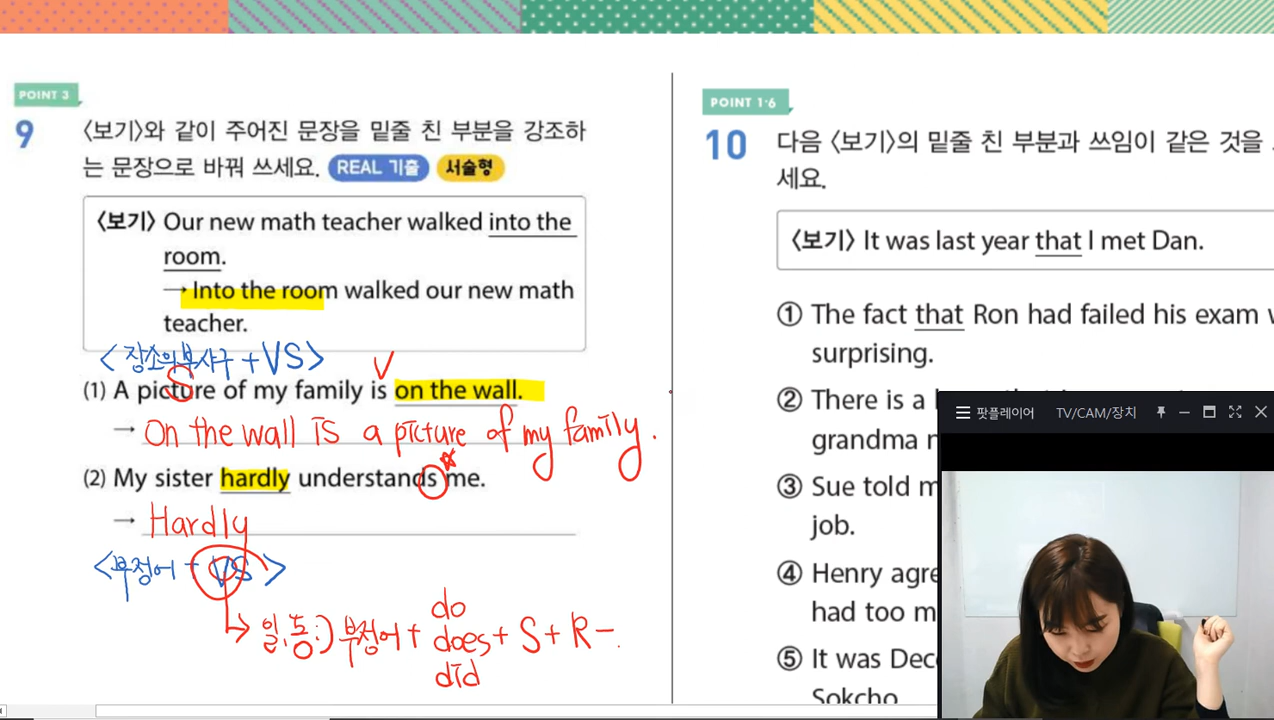 POINT 3
9 〈보기〉와 같이 주어진 문장을 밑줄 친 부분을 강조하
는 문장으로 바꿔 쓰세요. REAL 기출 서술형
〈보기〉 Our new math teacher walked into the
room.
→ Into the room walked our new math
teacher.
<장소의부사구 + VS>
S V
(1) A picture of my family is on the wall.
→ On the wall is a picture of my family.
(2) My sister hardly understands me.
→ Hardly
<부정어 + VS>
do
→ 일.동:) 부정어 + does + S + R ~.
did
POINT 1·6
10 다음 〈보기〉의 밑줄 친 부분과 쓰임이 같은 것을
세요.
〈보기〉 It was last year that I met Dan.
① The fact that Ron had failed his exam
surprising.
② There is a
grandma
③ Sue told
job.
④ Henry
had too
⑤ It was
Sokcho
팟플레이어 TV/CAM/장치